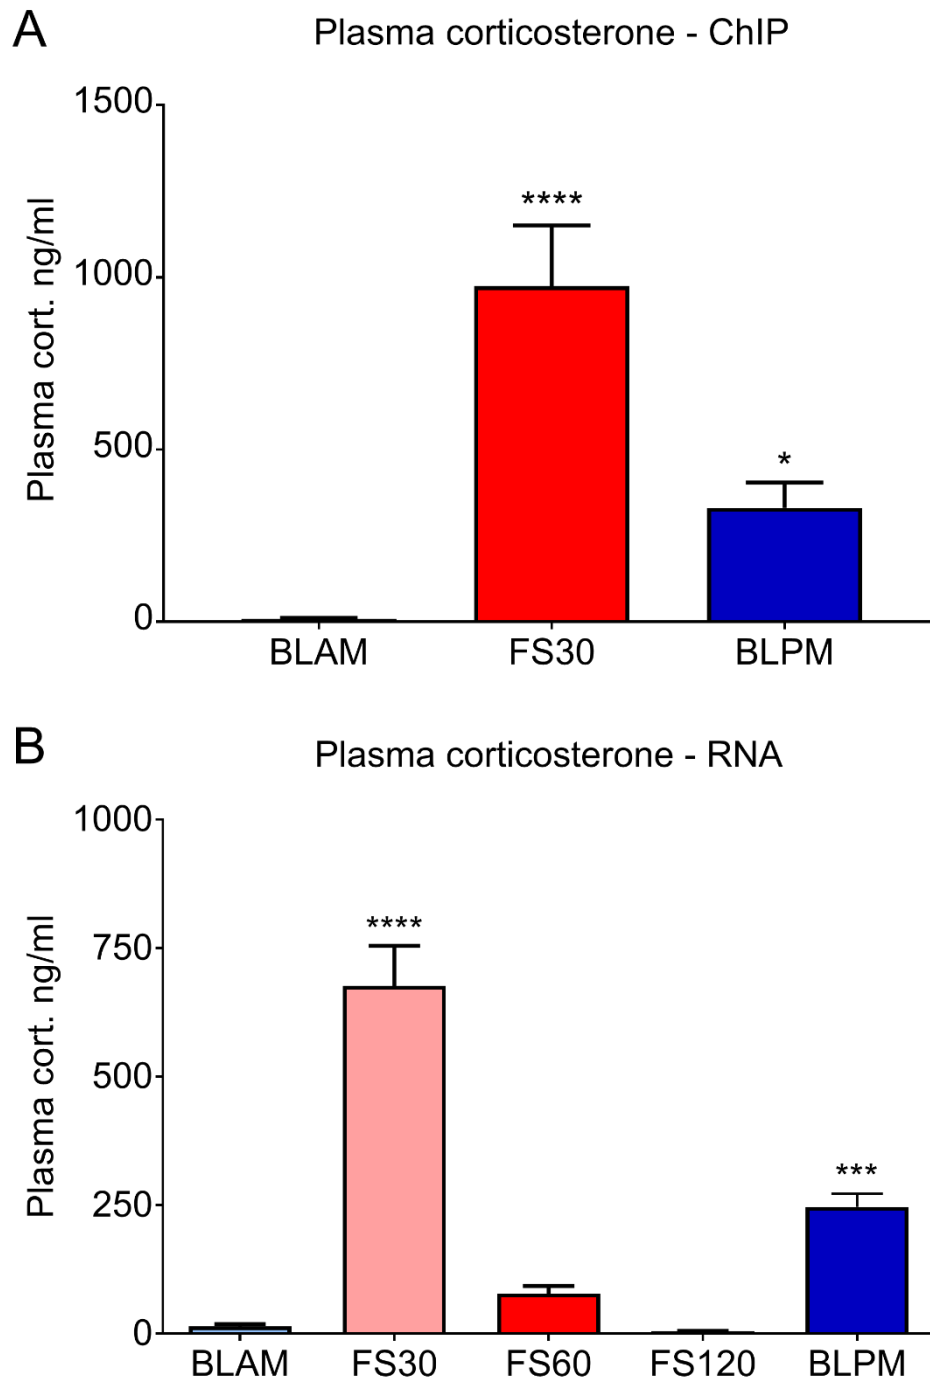 A
Plasma corticosterone - ChIP
Plasma cort. ng/ml
1500
1000
500
0
****
*
BLAM FS30 BLPM
B
Plasma corticosterone - RNA
Plasma cort. ng/ml
1000
750
500
250
0
****
***
BLAM FS30 FS60 FS120 BLPM